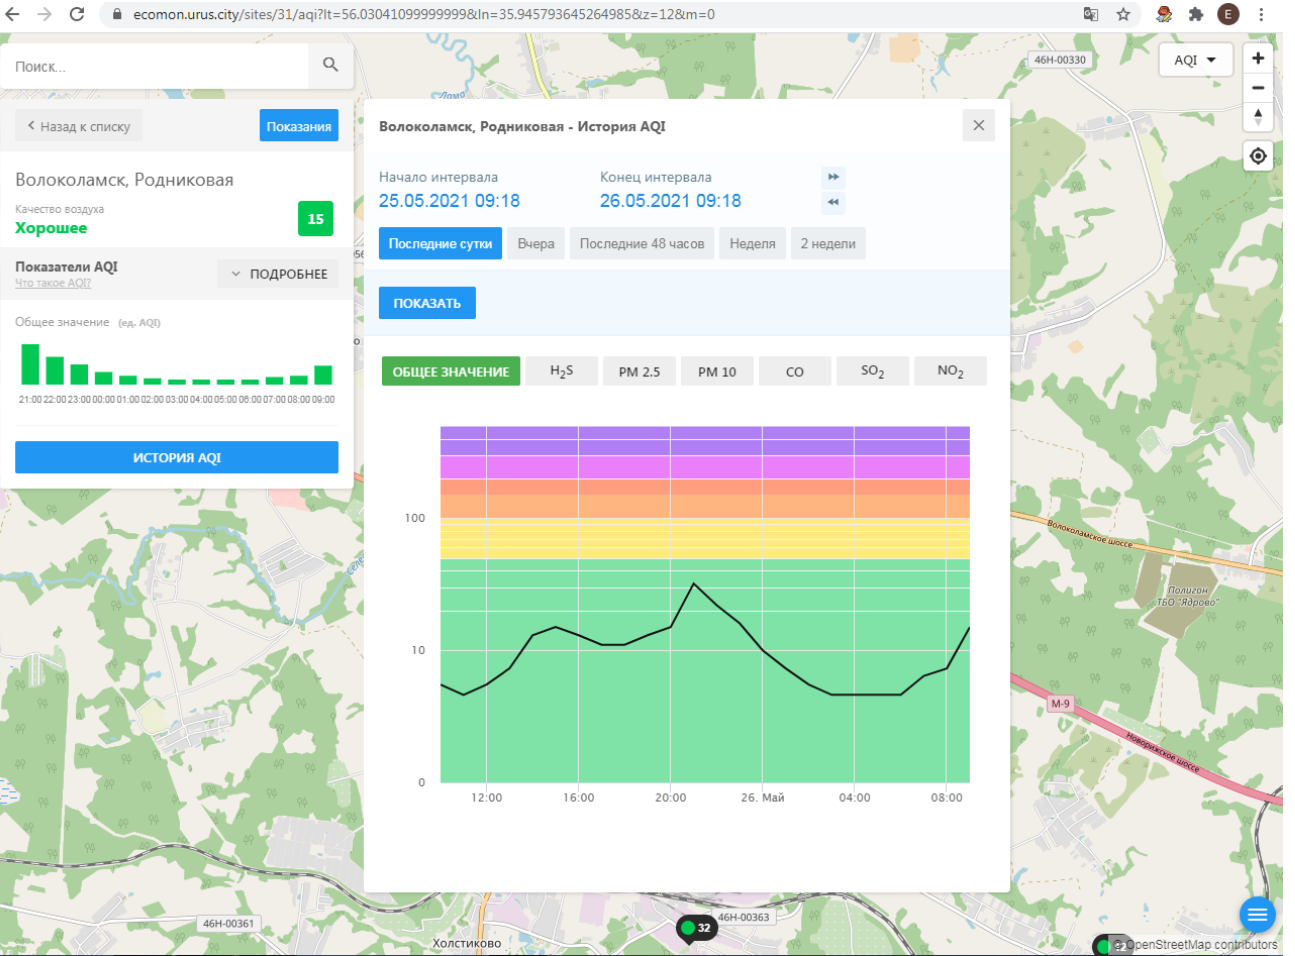 ecomon.urus.city/sites/31/aqi?lt=56.03041099999999&ln=35.945793645264985&z=12&m=0
E
Поиск...
46Н-00330
AQI
Лама
Назад к списку
Показания
Волоколамск, Родниковая
Качество воздуха
Хорошее
15
Показатели AQI
Что такое AQI?
ПОДРОБНЕЕ
Общее значение (ед. AQI)
21:00 22:00 23:00 00:00 01:00 02:00 03:00 04:00 05:00 06:00 07:00 08:00 09:00
ИСТОРИЯ AQI
Волоколамск, Родниковая - История AQI
Начало интервала
Конец интервала
25.05.2021 09:18
26.05.2021 09:18
Последние сутки
Вчера
Последние 48 часов
Неделя
2 недели
ПОКАЗАТЬ
ОБЩЕЕ ЗНАЧЕНИЕ
H2S
PM 2.5
PM 10
CO
SO2
NO2
100
10
0
12:00
16:00
20:00
26. Май
04:00
08:00
Волоколамское шоссе
Полигон
ТБО "Ядрово"
М-9
Новорижское шоссе
46Н-00361
Холстиково
32
46Н-00363
© OpenStreetMap contributors